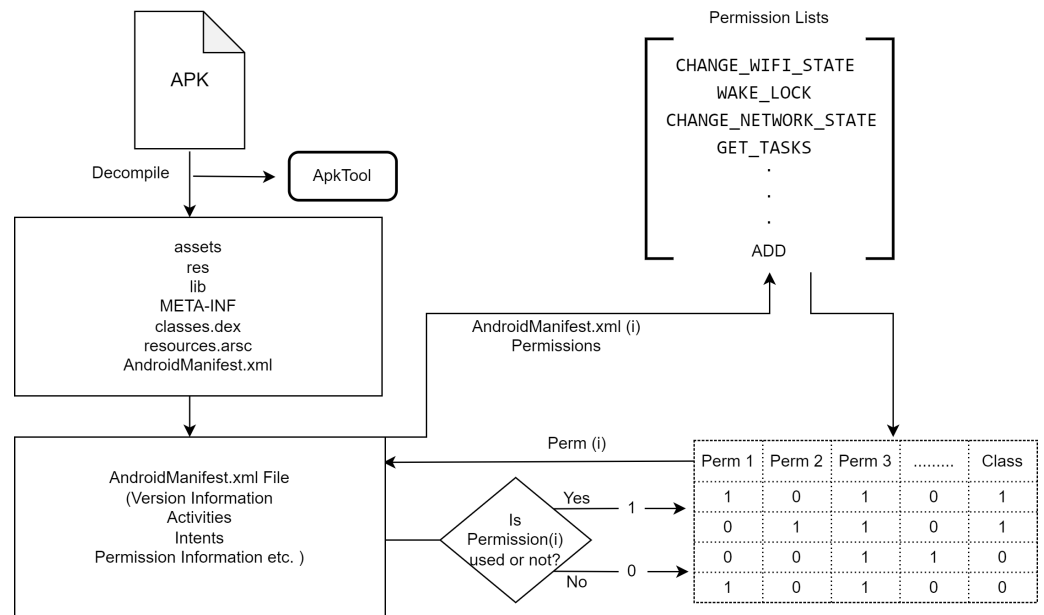 Permission Lists
APK
CHANGE_WIFI_STATE
WAKE_LOCK
CHANGE_NETWORK_STATE
GET_TASKS
.
.
.
ADD
Decompile
ApkTool
assets
res
lib
META-INF
classes.dex
resources.arsc
AndroidManifest.xml
AndroidManifest.xml (i)
Permissions
AndroidManifest.xml File
(Version Information
Activities
Intents
Permission Information etc. )
Perm (i)
Is
Permission(i)
used or not?
Yes
1
No
0
Perm 1 Perm 2 Perm 3 ......... Class
1 0 1 0 1
0 1 1 0 1
0 0 1 1 0
1 0 1 0 0